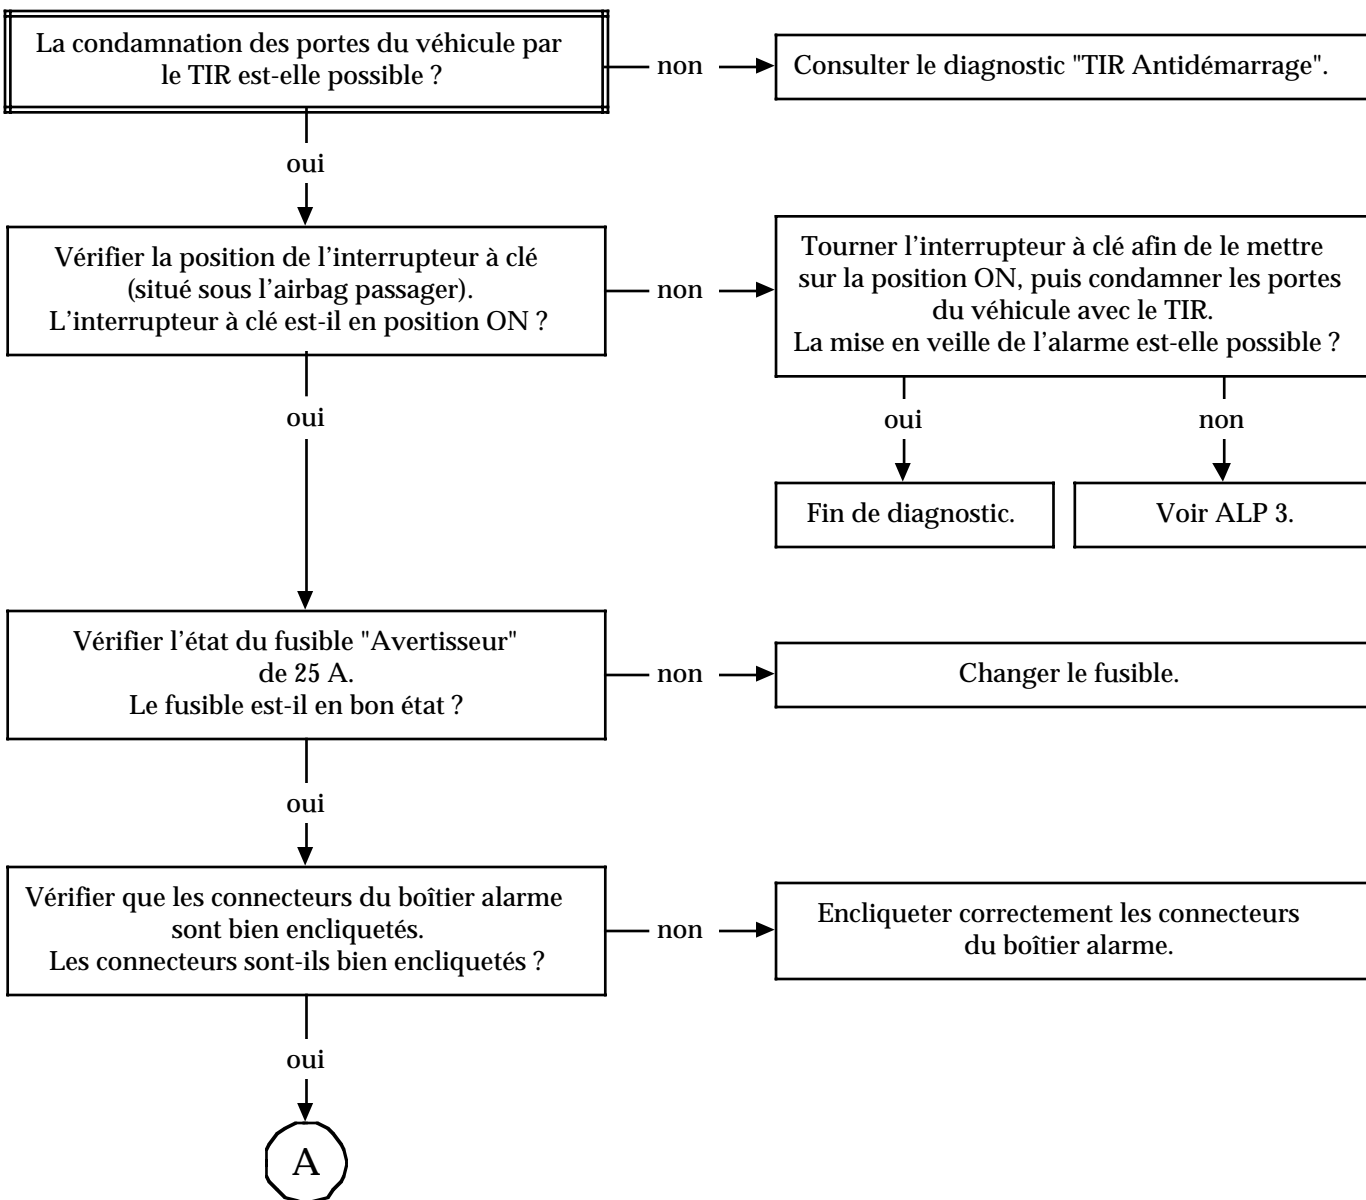 La condamnation des portes du véhicule par
le TIR est-elle possible ?
non
Consulter le diagnostic "TIR Antidémarrage".
oui
Vérifier la position de l’interrupteur à clé
(situé sous l’airbag passager).
L’interrupteur à clé est-il en position ON ?
non
Tourner l’interrupteur à clé afin de le mettre
sur la position ON, puis condamner les portes
du véhicule avec le TIR.
La mise en veille de l’alarme est-elle possible ?
oui
oui
non
Fin de diagnostic.
Voir ALP 3.
Vérifier l’état du fusible "Avertisseur"
de 25 A.
Le fusible est-il en bon état ?
non
Changer le fusible.
oui
Vérifier que les connecteurs du boîtier alarme
sont bien encliquetés.
Les connecteurs sont-ils bien encliquetés ?
non
Encliqueter correctement les connecteurs
du boîtier alarme.
oui
A